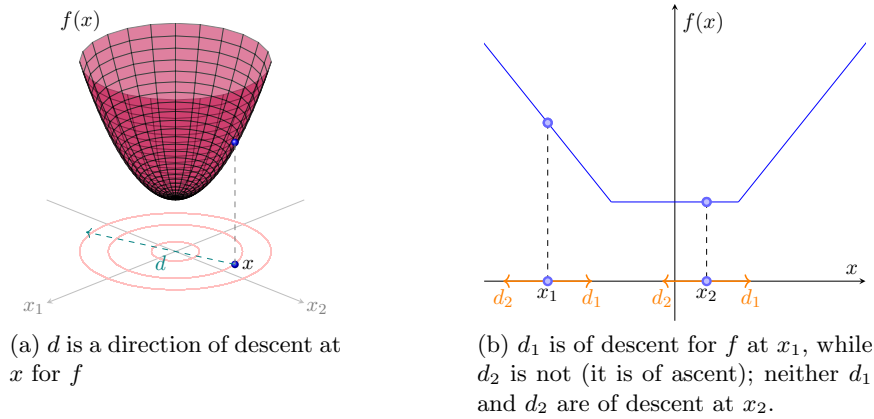 f(x)
d
x
x₁
x₂
(a) d is a direction of descent at
x for f
f(x)
x
d₂
x₁
d₁
d₂
x₂
d₁
(b) d₁ is of descent for f at x₁, while
d₂ is not (it is of ascent); neither d₁
and d₂ are of descent at x₂.